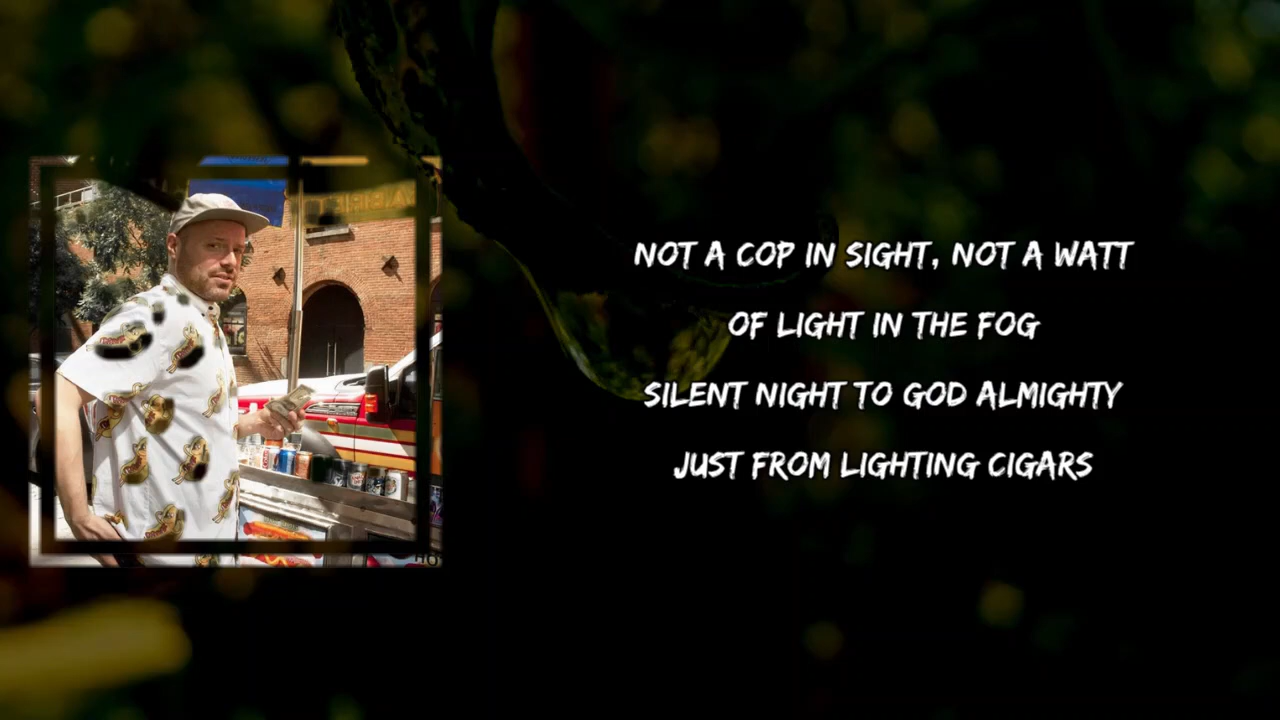 NOT A COP IN SIGHT, NOT A WATT
OF LIGHT IN THE FOG
SILENT NIGHT TO GOD ALMIGHTY
JUST FROM LIGHTING CIGARS